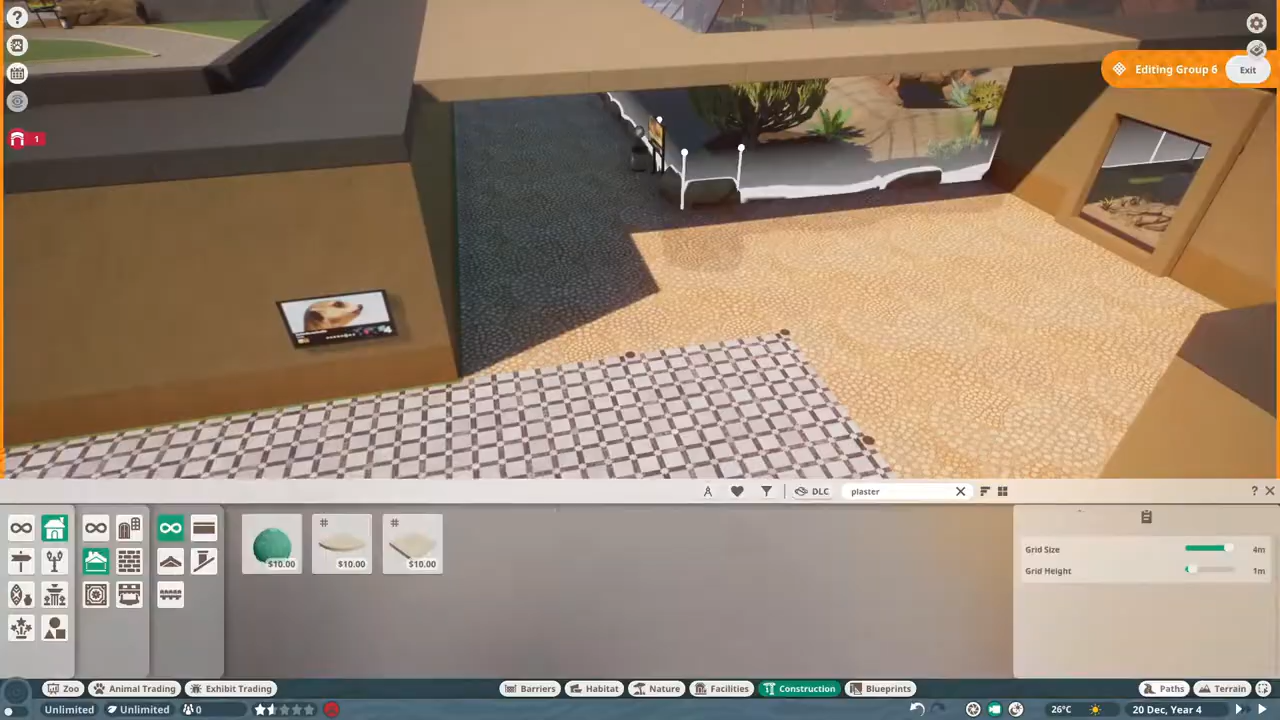 ?
Editing Group 6
Exit
1
DLC
plaster
?
$10.00
$10.00
$10.00
Grid Size
4m
Grid Height
1m
Zoo
Animal Trading
Exhibit Trading
Barriers
Habitat
Nature
Facilities
Construction
Blueprints
Paths
Terrain
Unlimited
Unlimited
0
26°C
20 Dec, Year 4